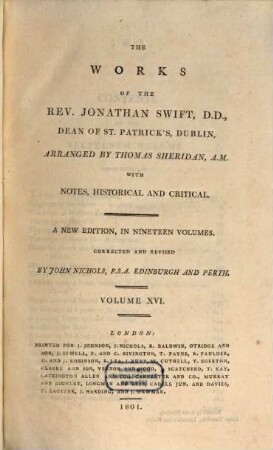 THE
WORKS
OF THE
REV. JONATHAN SWIFT, D.D.,
DEAN OF ST. PATRICK'S, DUBLIN,
ARRANGED BY THOMAS SHERIDAN, A.M.
WITH
NOTES, HISTORICAL AND CRITICAL.
A NEW EDITION, IN NINETEEN VOLUMES.
CORRECTED AND REVISED
BY JOHN NICHOLS, F.S.A. EDINBURGH AND PERTH.
VOLUME XVI.
LONDON:
PRINTED FOR J. JOHNSON, J. NICHOLS, R. BALDWIN, OTRIDGE AND
SON, J. SEWELL, F. AND C. RIVINGTON, T. PAYNE, R. FAULDER,
G. AND J. ROBINSON, R. CUTHELL, T. EGERTON,
CLARKE AND SON, VERNOR AND HOOD, SCATCHERD, T. KAY,
LACKINGTON ALLEN AND CO. CARPENTER AND CO., MURRAY
AND HIGHLEY, LONGMAN AND REES, CADELL JUN. AND DAVIES,
T. BAGSTER, J. HARDING, AND J. MAWMAN.
1801.